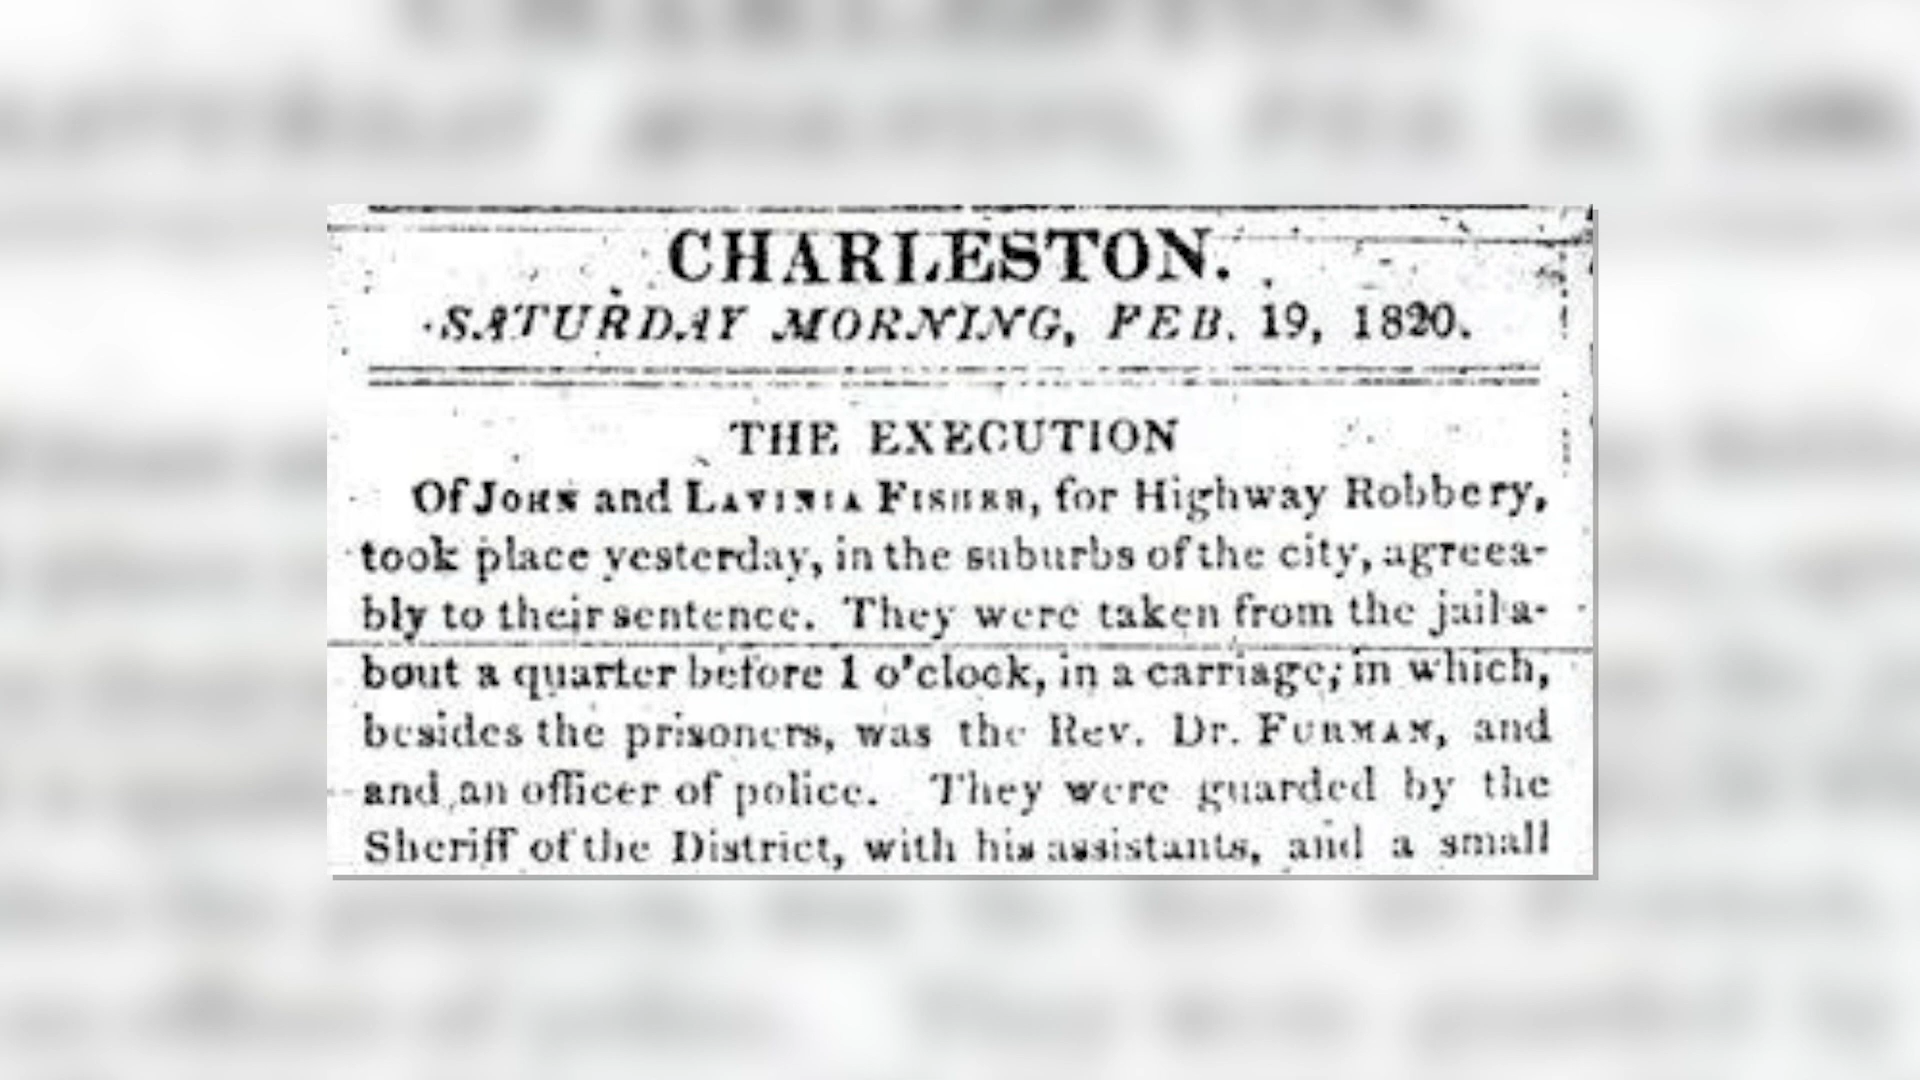 CHARLESTON.
SATURDAY MORNING, FEB. 19, 1820.
THE EXECUTION
Of JOHN and LAVINIA FISHER, for Highway Robbery,
took place yesterday, in the suburbs of the city, agreea-
bly to their sentence. They were taken from the jail a-
bout a quarter before 1 o'clock, in a carriage; in which,
besides the prisoners, was the Rev. Dr. FURMAN, and
and an officer of police. They were guarded by the
Sheriff of the District, with his assistants, and a small